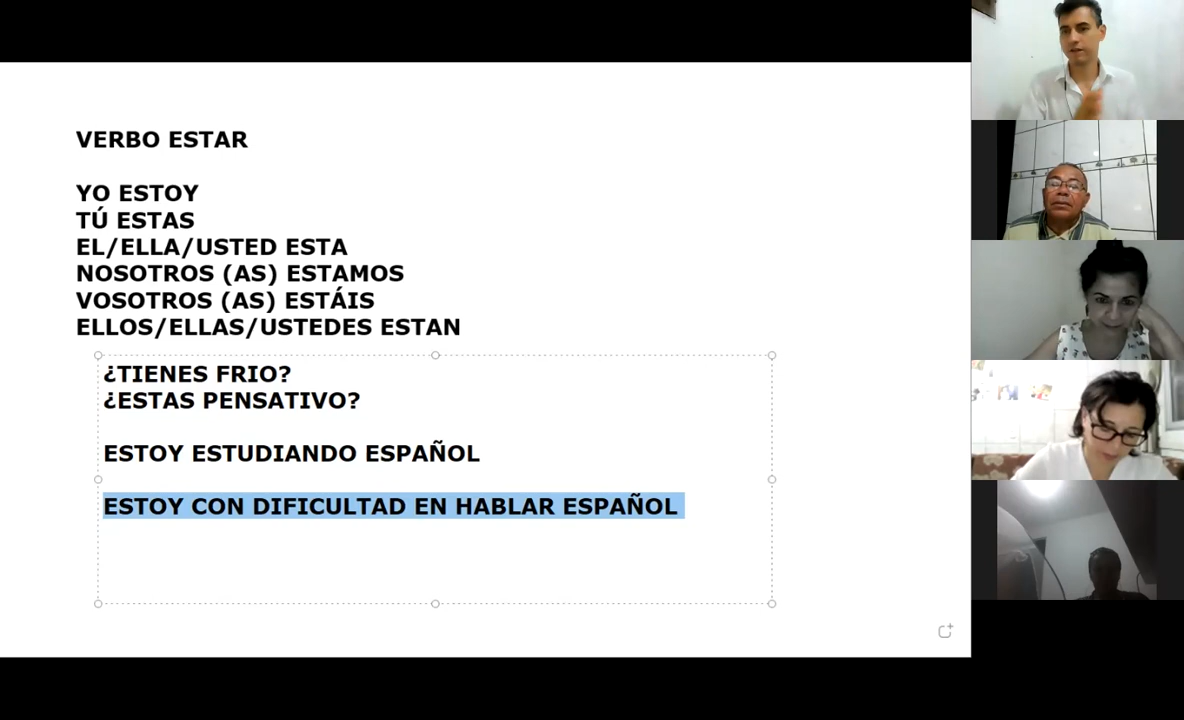 VERBO ESTAR
YO ESTOY
TÚ ESTAS
EL/ELLA/USTED ESTA
NOSOTROS (AS) ESTAMOS
VOSOTROS (AS) ESTÁIS
ELLOS/ELLAS/USTEDES ESTAN
¿TIENES FRIO?
¿ESTAS PENSATIVO?
ESTOY ESTUDIANDO ESPAÑOL
ESTOY CON DIFICULTAD EN HABLAR ESPAÑOL